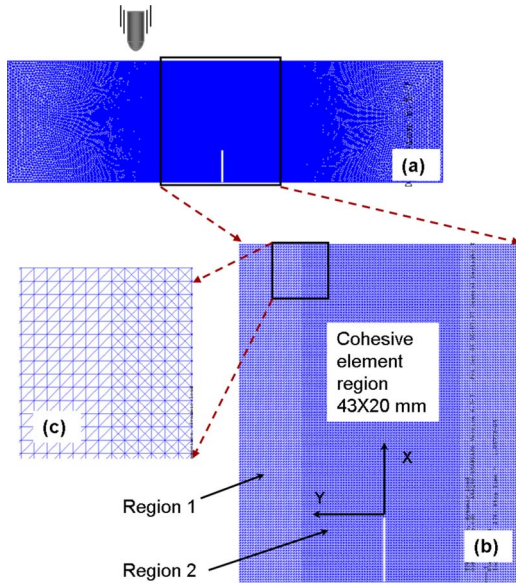 (a)
Cohesive
element
region
43X20 mm
(c)
X
Region 1
Y
Region 2
(b)